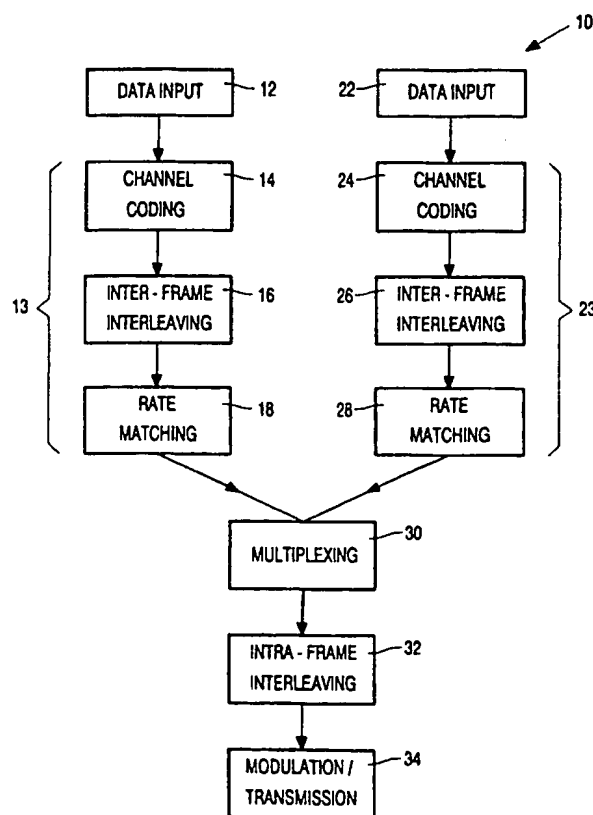 10
DATA INPUT 12 22 DATA INPUT
CHANNEL CODING 14 24 CHANNEL CODING
13 INTER - FRAME INTERLEAVING 16 26 INTER - FRAME INTERLEAVING 23
RATE MATCHING 18 28 RATE MATCHING
MULTIPLEXING 30
INTRA - FRAME INTERLEAVING 32
MODULATION / TRANSMISSION 34